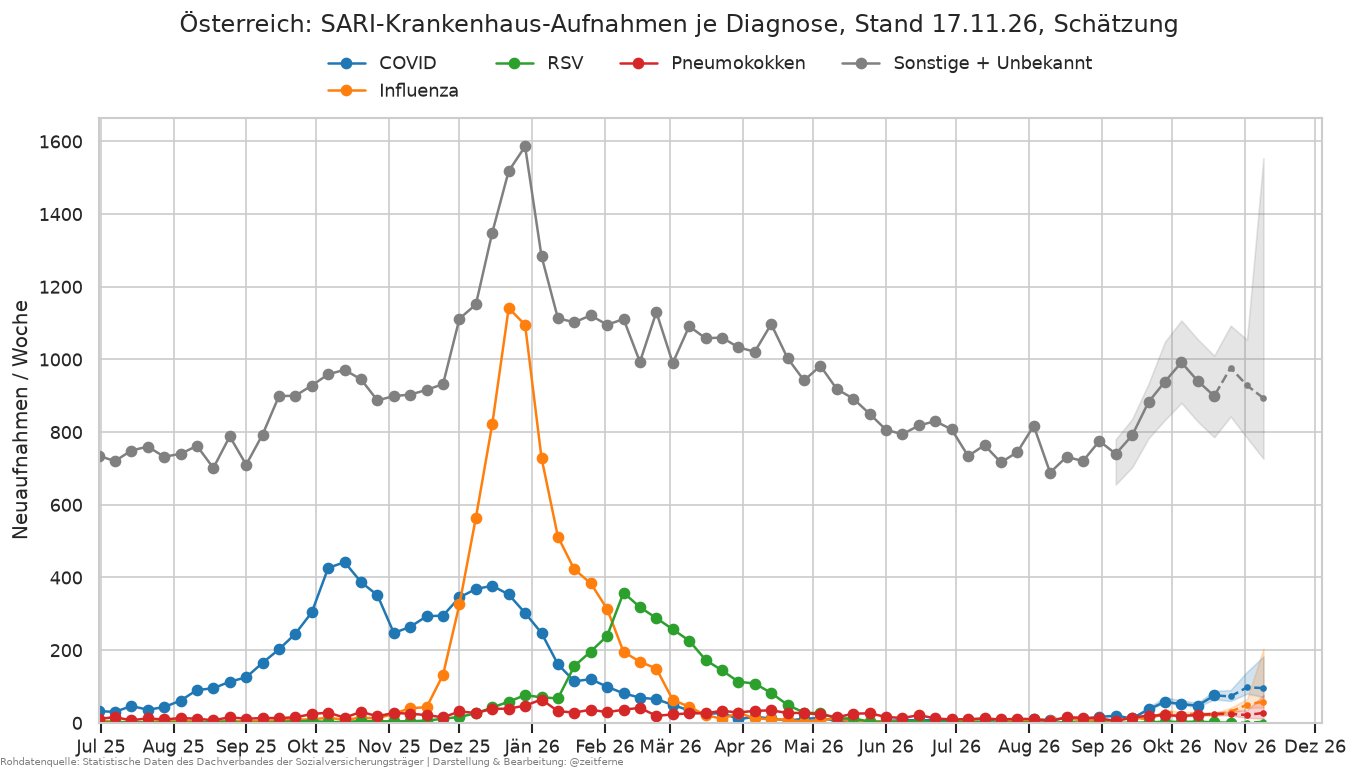 Österreich: SARI-Krankenhaus-Aufnahmen je Diagnose, Stand 17.11.26, Schätzung
COVID RSV Pneumokokken Sonstige + Unbekannt
Influenza
Neuaufnahmen / Woche
1600
1400
1200
1000
800
600
400
200
0
Jul 25 Aug 25 Sep 25 Okt 25 Nov 25 Dez 25 Jän 26 Feb 26 Mär 26 Apr 26 Mai 26 Jun 26 Jul 26 Aug 26 Sep 26 Okt 26 Nov 26 Dez 26
Rohdatenquelle: Statistische Daten des Dachverbandes der Sozialversicherungsträger | Darstellung & Bearbeitung: @zeitferne